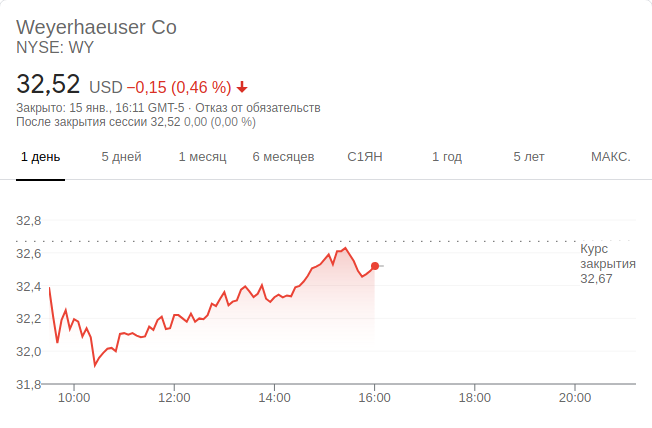 Weyerhaeuser Co
NYSE: WY
32,52 USD −0,15 (0,46 %)
Закрыто: 15 янв., 16:11 GMT-5 · Отказ от обязательств
После закрытия сессии 32,52 0,00 (0,00 %)
1 день 5 дней 1 месяц 6 месяцев С1ЯН 1 год 5 лет МАКС.
32,8
Курс
32,6
закрытия
32,67
32,4
32,2
32,0
31,8
10:00 12:00 14:00 16:00 18:00 20:00